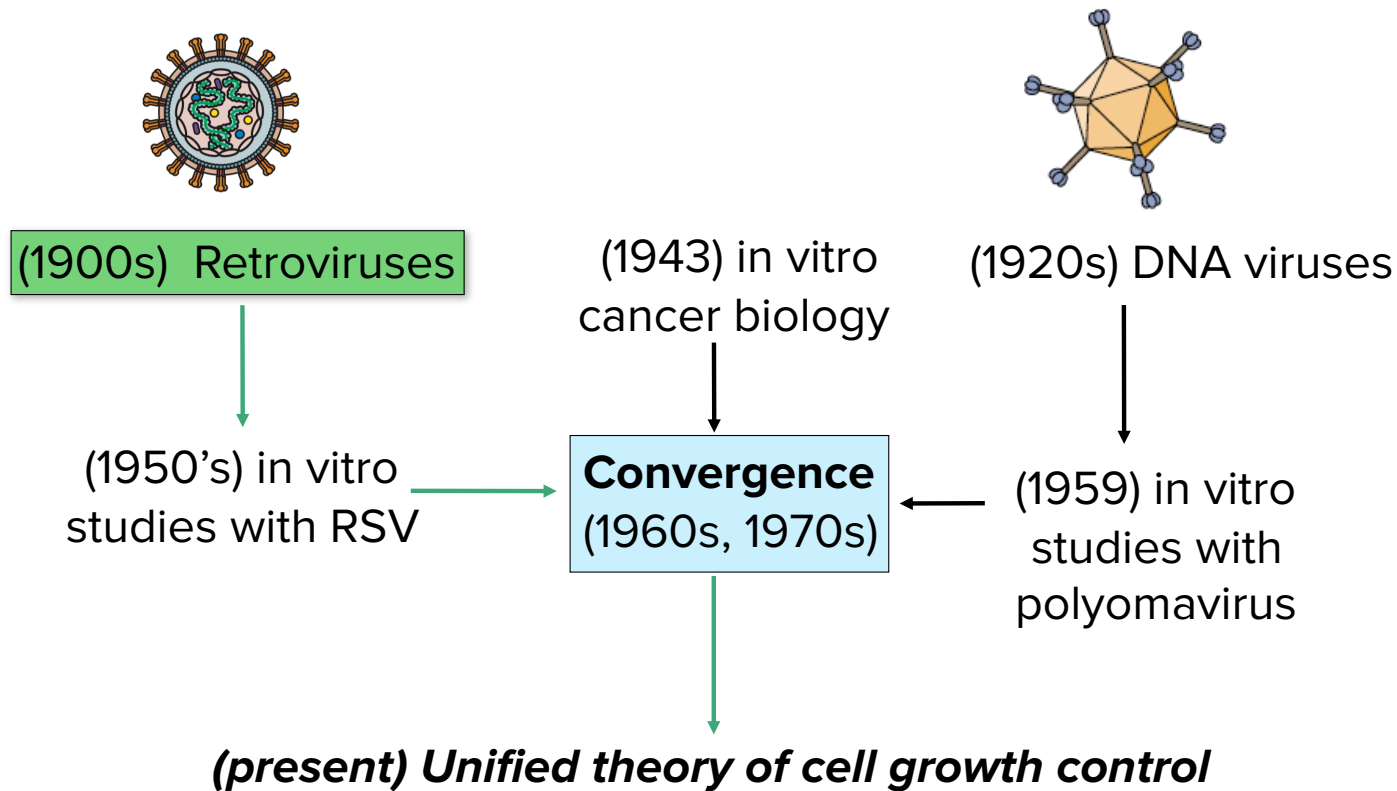 (1900s) Retroviruses
(1943) in vitro
cancer biology
(1920s) DNA viruses
(1950's) in vitro
studies with RSV
Convergence
(1960s, 1970s)
(1959) in vitro
studies with
polyomavirus
(present) Unified theory of cell growth control